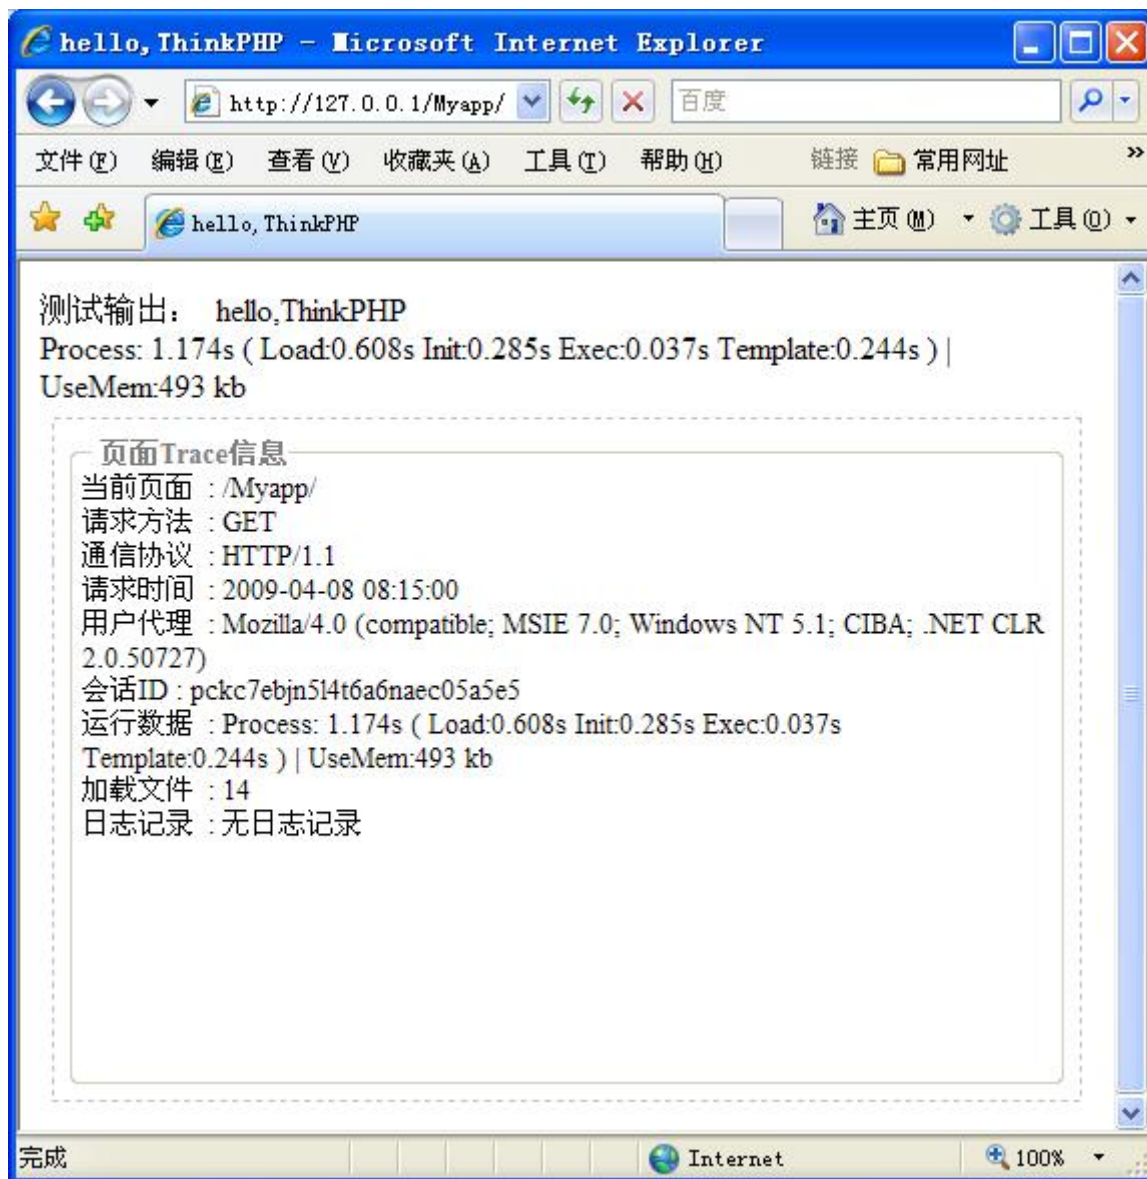 hello,ThinkPHP - Microsoft Internet Explorer
http://127.0.0.1/Myapp/ 百度
文件(F) 编辑(E) 查看(V) 收藏夹(A) 工具(T) 帮助(H) 链接 常用网址 »
hello,ThinkPHP 主页(M) 工具(O)
测试输出： hello,ThinkPHP
Process: 1.174s ( Load:0.608s Init:0.285s Exec:0.037s Template:0.244s ) |
UseMem:493 kb
页面Trace信息
当前页面 : /Myapp/
请求方法 : GET
通信协议 : HTTP/1.1
请求时间 : 2009-04-08 08:15:00
用户代理 : Mozilla/4.0 (compatible; MSIE 7.0; Windows NT 5.1; CIBA; .NET CLR
2.0.50727)
会话ID : pckc7ebjn5l4t6a6naec05a5e5
运行数据 : Process: 1.174s ( Load:0.608s Init:0.285s Exec:0.037s
Template:0.244s ) | UseMem:493 kb
加载文件 : 14
日志记录 : 无日志记录
完成 Internet 100%